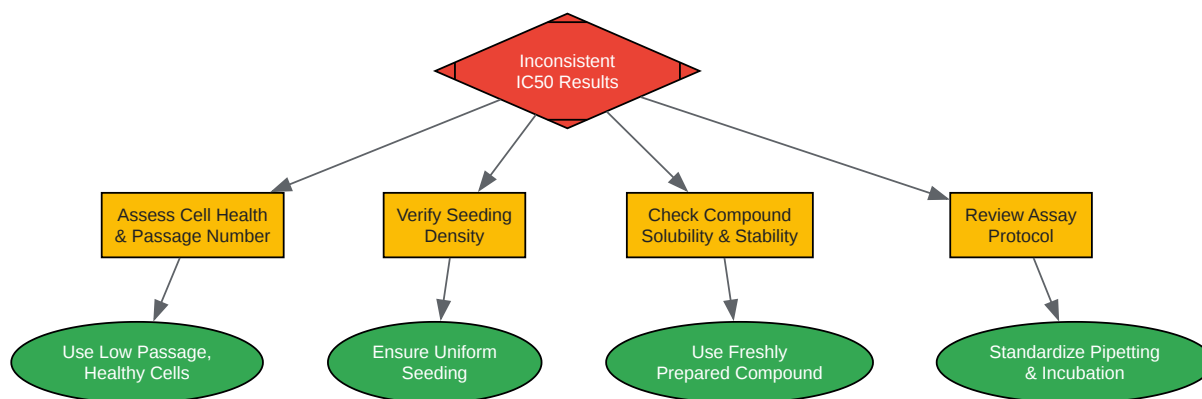 Inconsistent
IC50 Results
Assess Cell Health
& Passage Number
Verify Seeding
Density
Check Compound
Solubility & Stability
Review Assay
Protocol
Use Low Passage,
Healthy Cells
Ensure Uniform
Seeding
Use Freshly
Prepared Compound
Standardize Pipetting
& Incubation